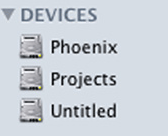 DEVICES
Phoenix
Projects
Untitled